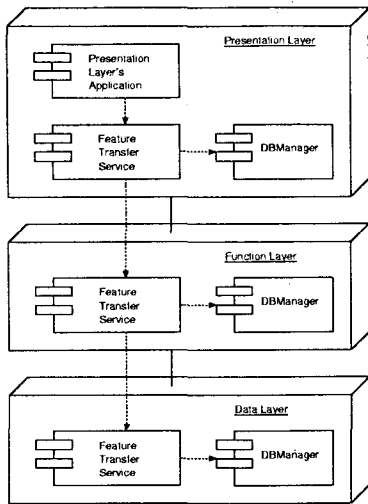 Presentation Layer
Presentation
Layer's
Application
Feature
Transfer
Service
DBManager
Function Layer
Feature
Transfer
Service
DBManager
Data Layer
Feature
Transfer
Service
DBManager